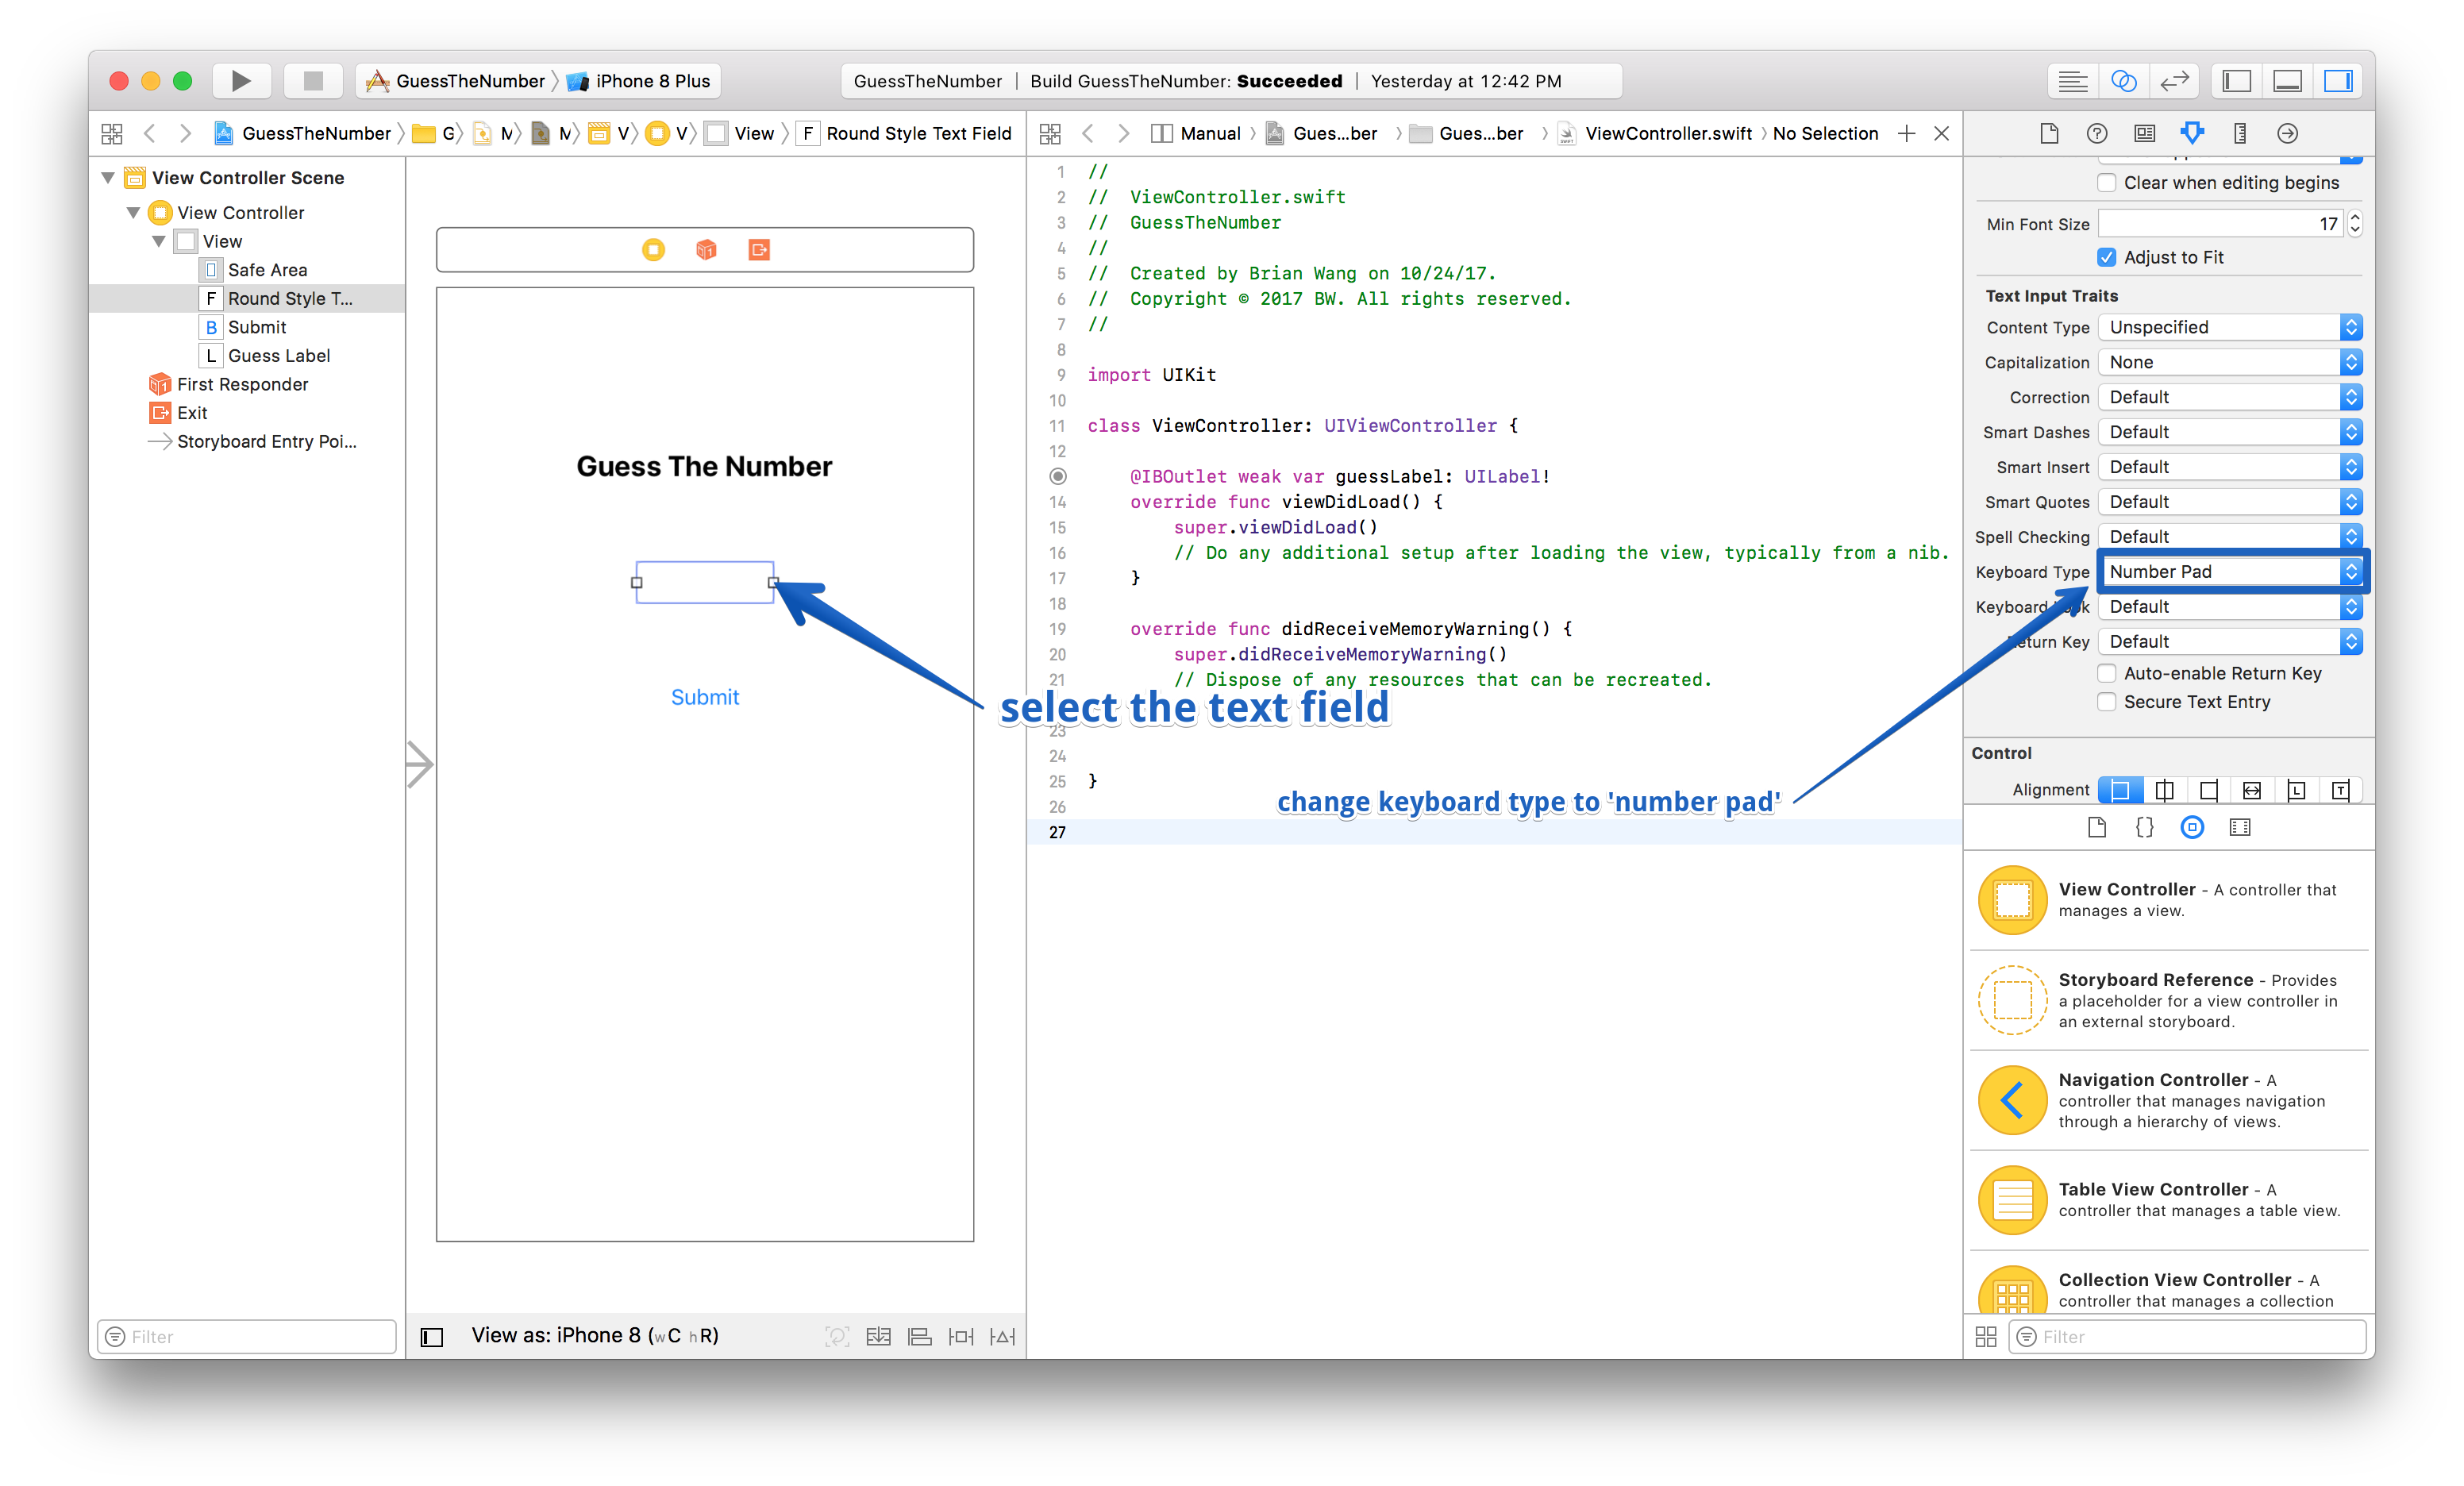 GuessTheNumber iPhone 8 Plus
GuessTheNumber | Build GuessTheNumber: Succeeded | Yesterday at 12:42 PM
GuessTheNumber G M M V V View F Round Style Text Field
Manual Gues...ber Gues...ber ViewController.swift No Selection
View Controller Scene
View Controller
View
Safe Area
F Round Style T...
B Submit
L Guess Label
First Responder
Exit
Storyboard Entry Poi...
Filter
Guess The Number
Submit
View as: iPhone 8 (wC hR)
1 //
2 // ViewController.swift
3 // GuessTheNumber
4 //
5 // Created by Brian Wang on 10/24/17.
6 // Copyright © 2017 BW. All rights reserved.
7 //
8
9 import UIKit
10
11 class ViewController: UIViewController {
12
@IBOutlet weak var guessLabel: UILabel!
14 override func viewDidLoad() {
15 super.viewDidLoad()
16 // Do any additional setup after loading the view, typically from a nib.
17 }
18
19 override func didReceiveMemoryWarning() {
20 super.didReceiveMemoryWarning()
21 // Dispose of any resources that can be recreated.
select the text field
23
24
25 }
change keyboard type to 'number pad'
26
27
Clear when editing begins
Min Font Size 17
Adjust to Fit
Text Input Traits
Content Type Unspecified
Capitalization None
Correction Default
Smart Dashes Default
Smart Insert Default
Smart Quotes Default
Spell Checking Default
Keyboard Type Number Pad
Keyboard Default
Key Default
Auto-enable Return Key
Secure Text Entry
Control
Alignment
View Controller - A controller that
manages a view.
Storyboard Reference - Provides
a placeholder for a view controller in
an external storyboard.
Navigation Controller - A
controller that manages navigation
through a hierarchy of views.
Table View Controller - A
controller that manages a table view.
Collection View Controller - A
controller that manages a collection
Filter